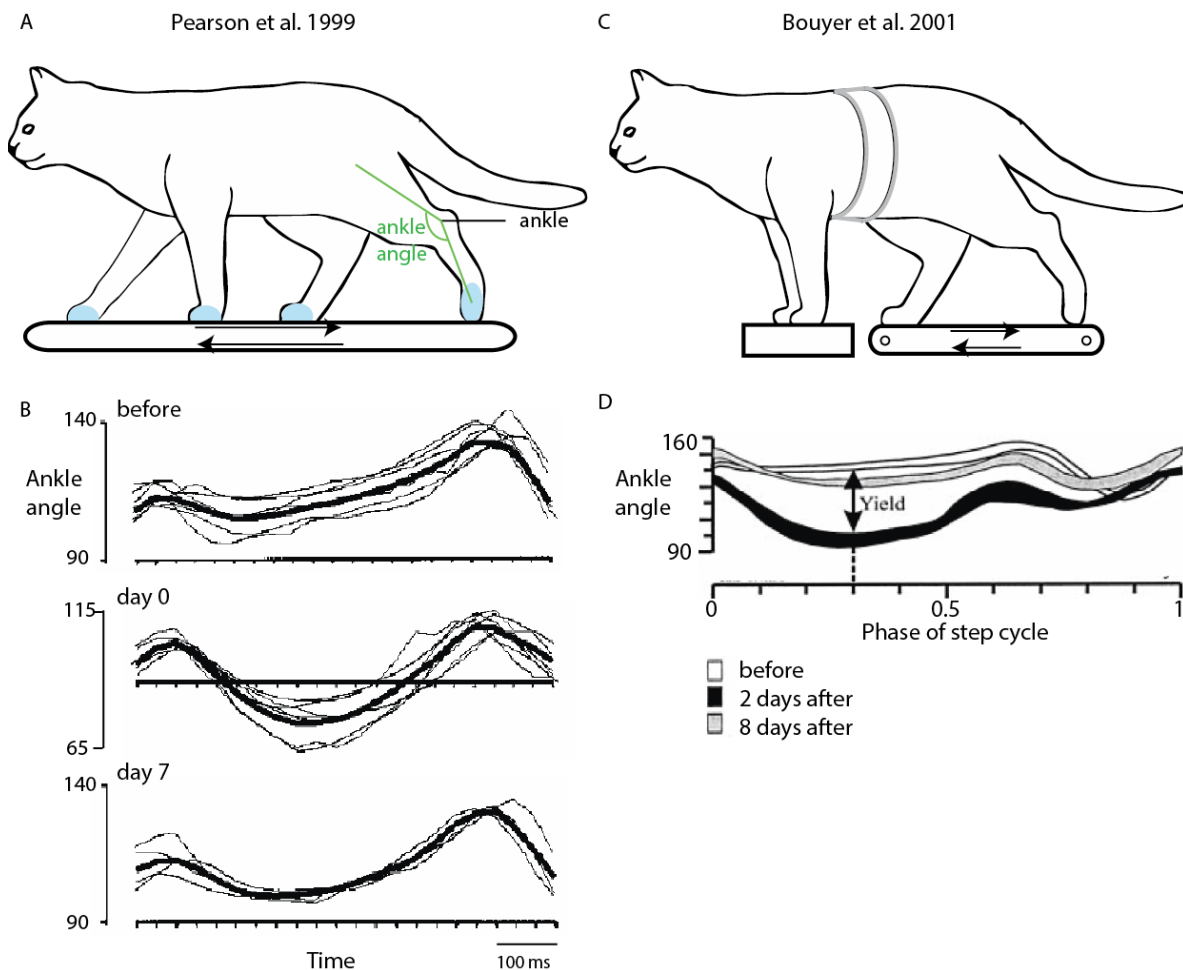 A
Pearson et al. 1999
ankle
ankle
angle
B
before
140
Ankle
angle
90
day 0
115
65
day 7
140
90
Time
100 ms
C
Bouyer et al. 2001
D
160
Ankle
angle
90
Yield
0
0.5
1
Phase of step cycle
before
2 days after
8 days after